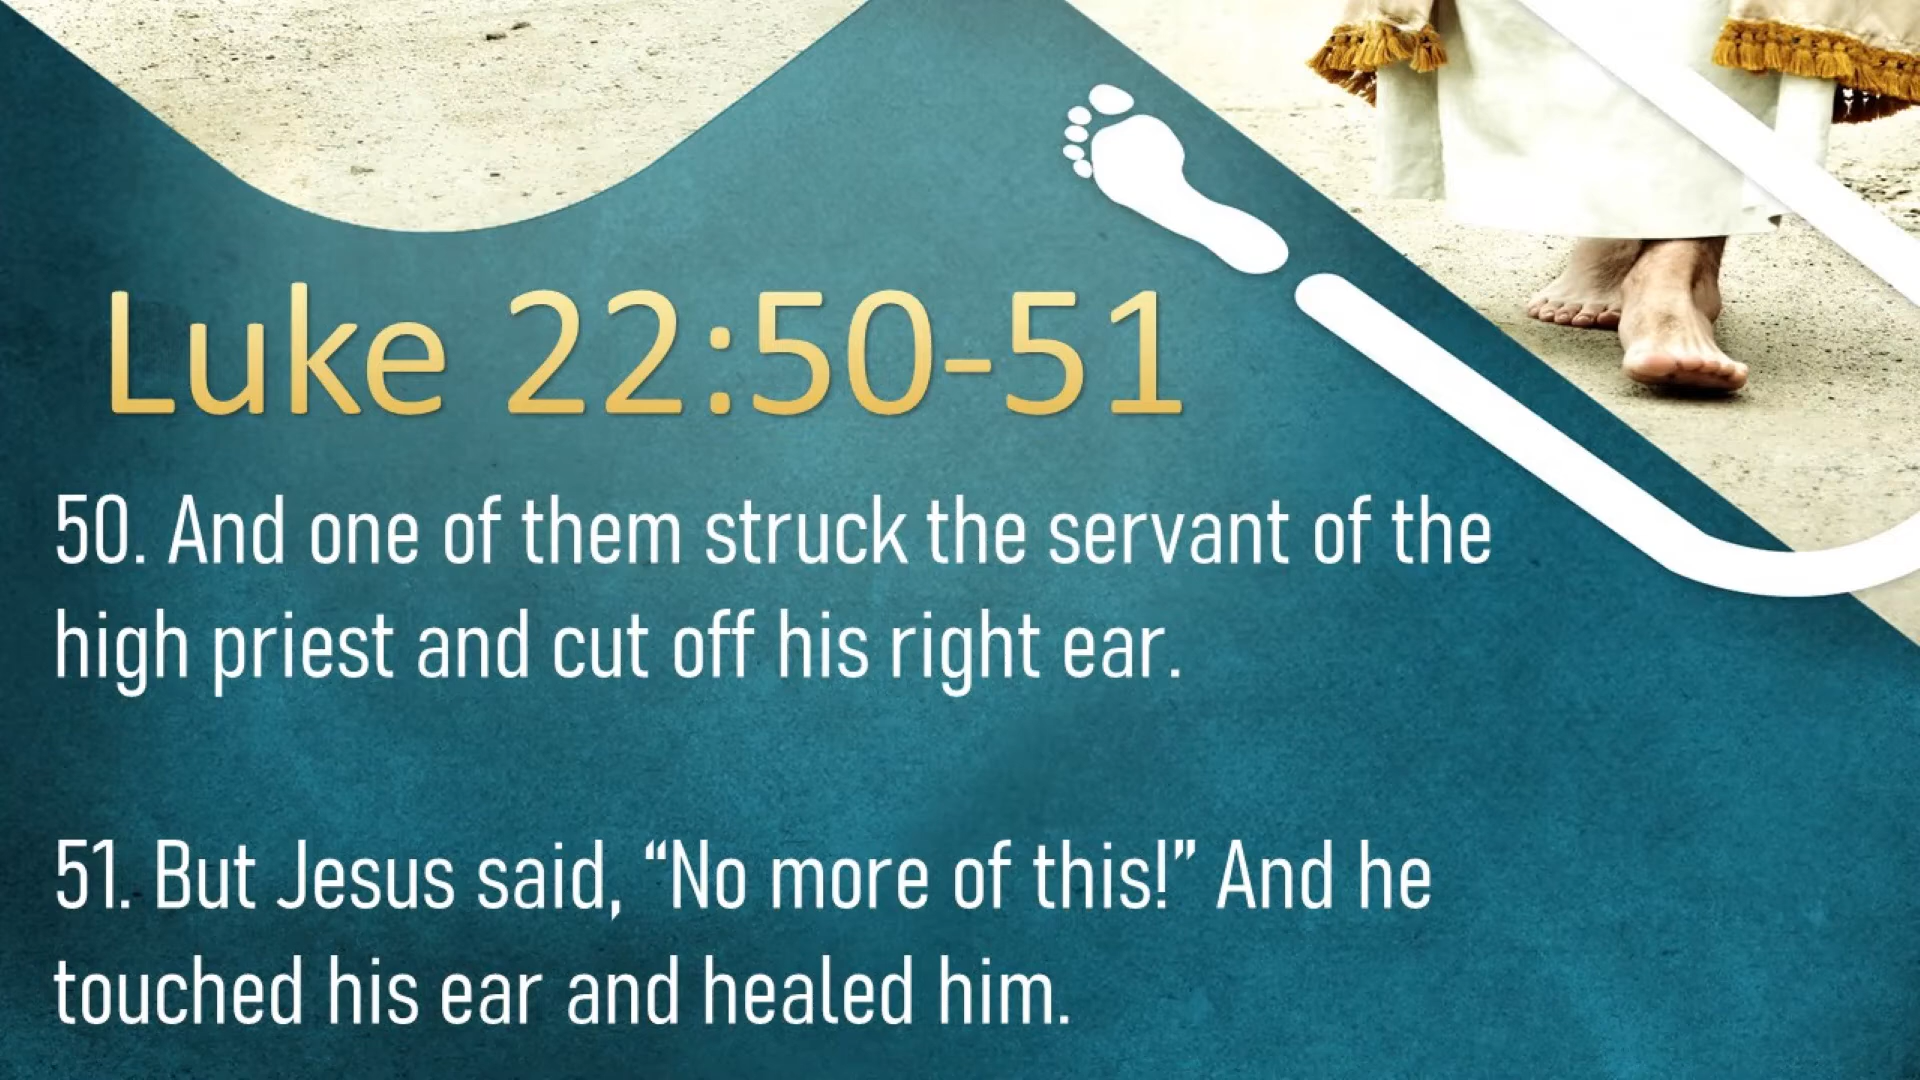 Luke 22:50-51
50. And one of them struck the servant of the
high priest and cut off his right ear.
51. But Jesus said, “No more of this!” And he
touched his ear and healed him.